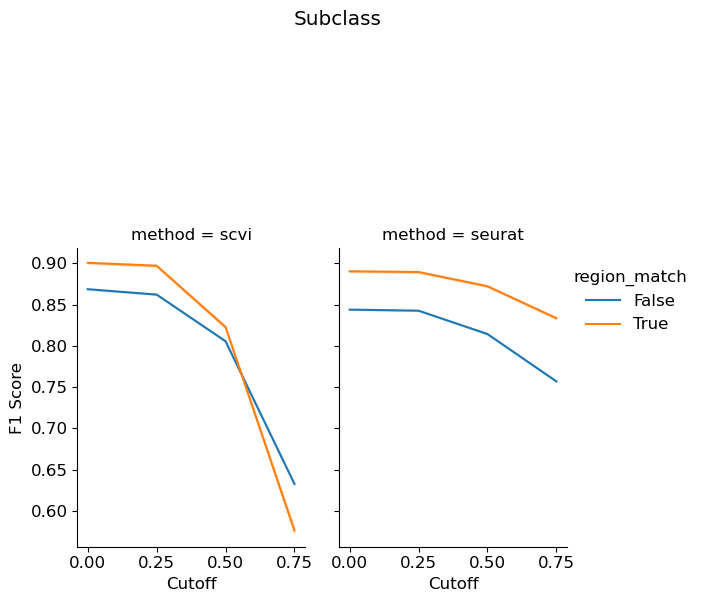 Subclass
method = scvi
method = seurat
F1 Score
0.90
0.85
0.80
0.75
0.70
0.65
0.60
0.00 0.25 0.50 0.75
Cutoff
0.00 0.25 0.50 0.75
Cutoff
region_match
False
True